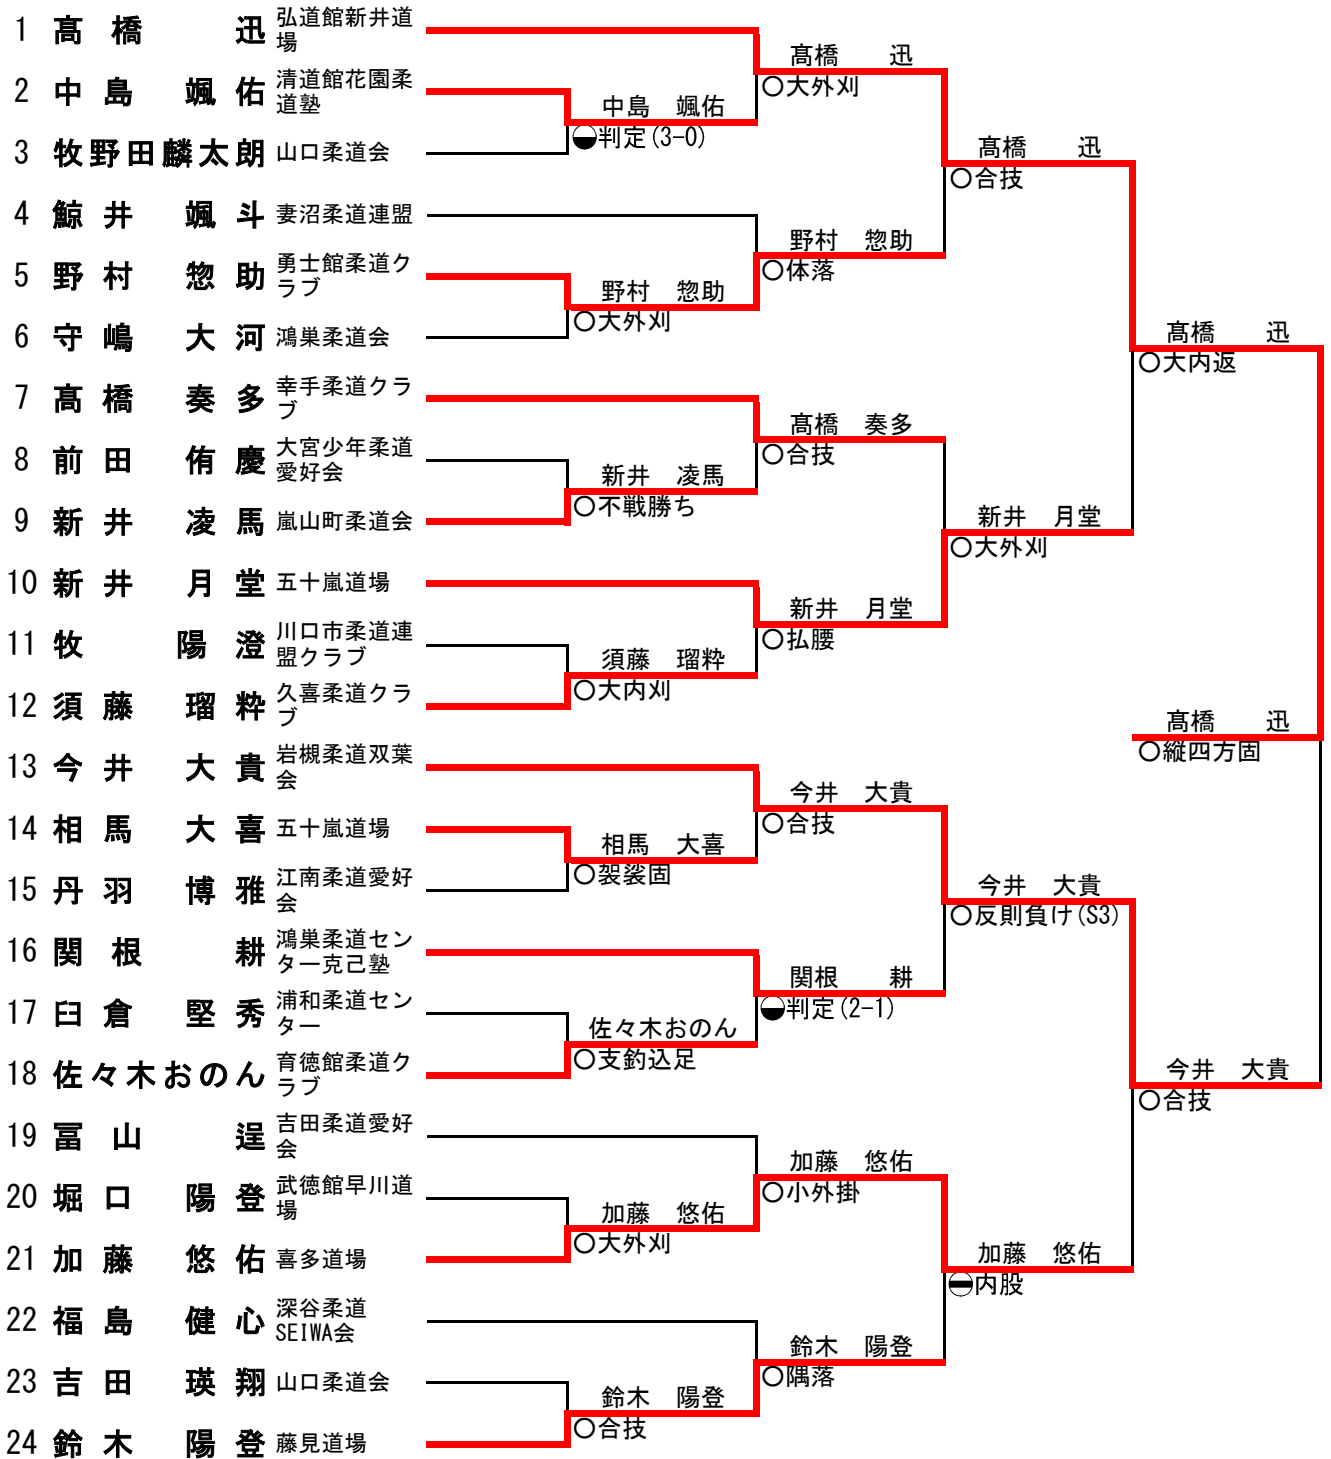 1 髙橋 迅 弘道館新井道
場
2 中島 颯佑 清道館花園柔
道塾
3 牧野田麟太朗 山口柔道会
4 鯨井 颯斗 妻沼柔道連盟
5 野村 惣助 勇士館柔道ク
ラブ
6 守嶋 大河 鴻巣柔道会
7 髙橋 奏多 幸手柔道クラ
ブ
8 前田 侑慶 大宮少年柔道
愛好会
9 新井 凌馬 嵐山町柔道会
10 新井 月堂 五十嵐道場
11 牧 陽澄 川口市柔道連
盟クラブ
12 須藤 瑠粋 久喜柔道クラ
ブ
13 今井 大貴 岩槻柔道双葉
会
14 相馬 大喜 五十嵐道場
15 丹羽 博雅 江南柔道愛好
会
16 関根 耕 鴻巣柔道セン
ター克己塾
17 臼倉 堅秀 浦和柔道セン
ター
18 佐々木おのん 育徳館柔道ク
ラブ
19 冨山 逞 吉田柔道愛好
会
20 堀口 陽登 武徳館早川道
場
21 加藤 悠佑 喜多道場
22 福島 健心 深谷柔道
SEIWA会
23 吉田 瑛翔 山口柔道会
24 鈴木 陽登 藤見道場
中島 颯佑
判定(3-0)
野村 惣助
○大外刈
新井 凌馬
○不戦勝ち
須藤 瑠粋
○大内刈
相馬 大喜
○袈裟固
佐々木おのん
○支釣込足
加藤 悠佑
○大外刈
鈴木 陽登
○合技
髙橋 迅
○大外刈
野村 惣助
○体落
髙橋 奏多
○合技
新井 月堂
○払腰
今井 大貴
○合技
関根 耕
判定(2-1)
加藤 悠佑
○小外掛
鈴木 陽登
○隅落
髙橋 迅
○合技
新井 月堂
○大外刈
今井 大貴
○反則負け(S3)
加藤 悠佑
内股
髙橋 迅
○大内返
今井 大貴
○合技
髙橋 迅
○縦四方固